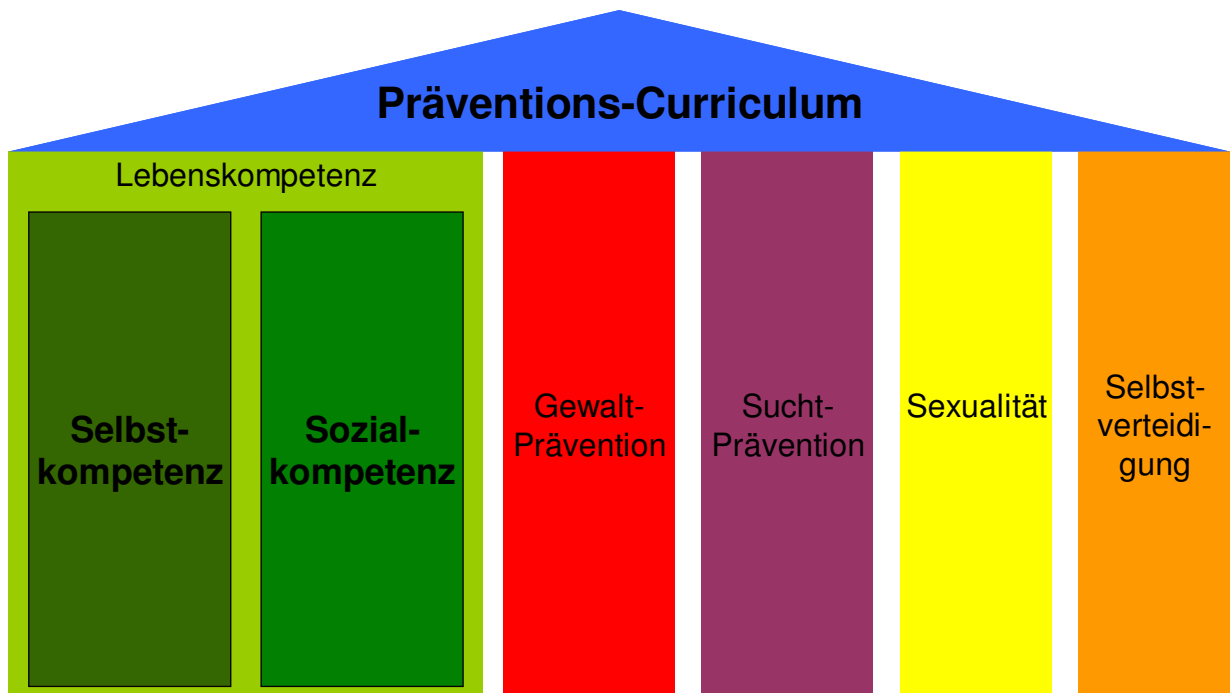 Präventions-Curriculum
Lebenskompetenz
Selbst-
kompetenz
Sozial-
kompetenz
Gewalt-
Prävention
Sucht-
Prävention
Sexualität
Selbst-
verteidi-
gung